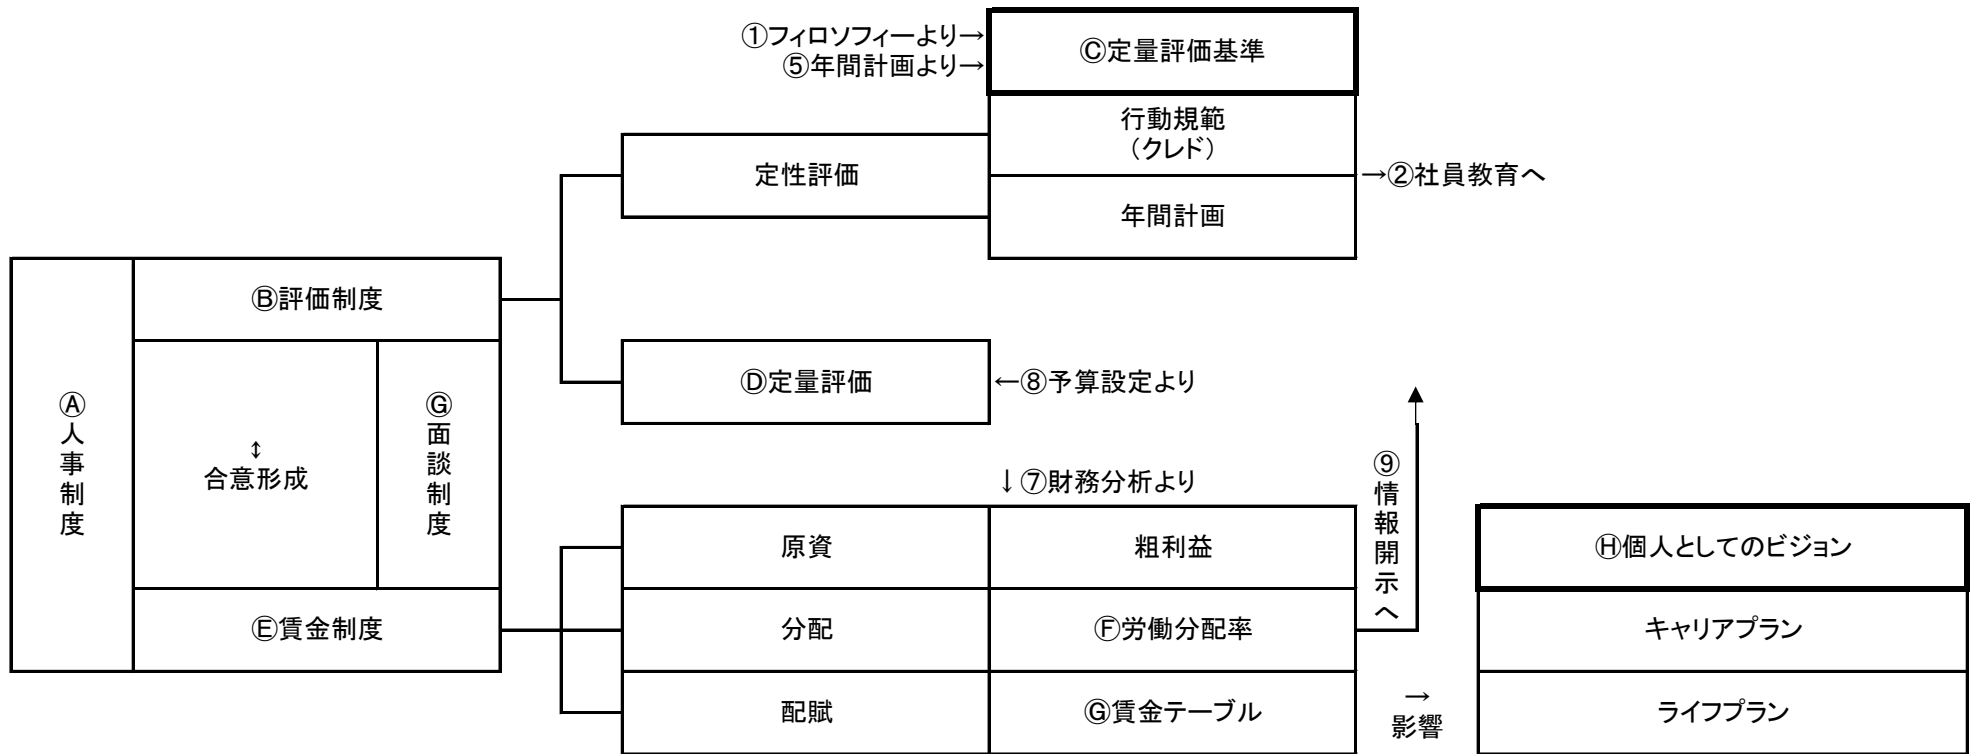 ①フィロソフィーより→
⑤年間計画より→
Ⓒ定量評価基準
行動規範
（クレド）
定性評価
→②社員教育へ
年間計画
Ⓑ評価制度
Ⓓ定量評価
←⑧予算設定より
Ⓐ人事制度
↕
合意形成
Ⓖ面談制度
↓⑦財務分析より
⑨情報開示へ
原資
粗利益
Ⓗ個人としてのビジョン
Ⓔ賃金制度
分配
Ⓕ労働分配率
キャリアプラン
配賦
Ⓖ賃金テーブル
→
影響
ライフプラン